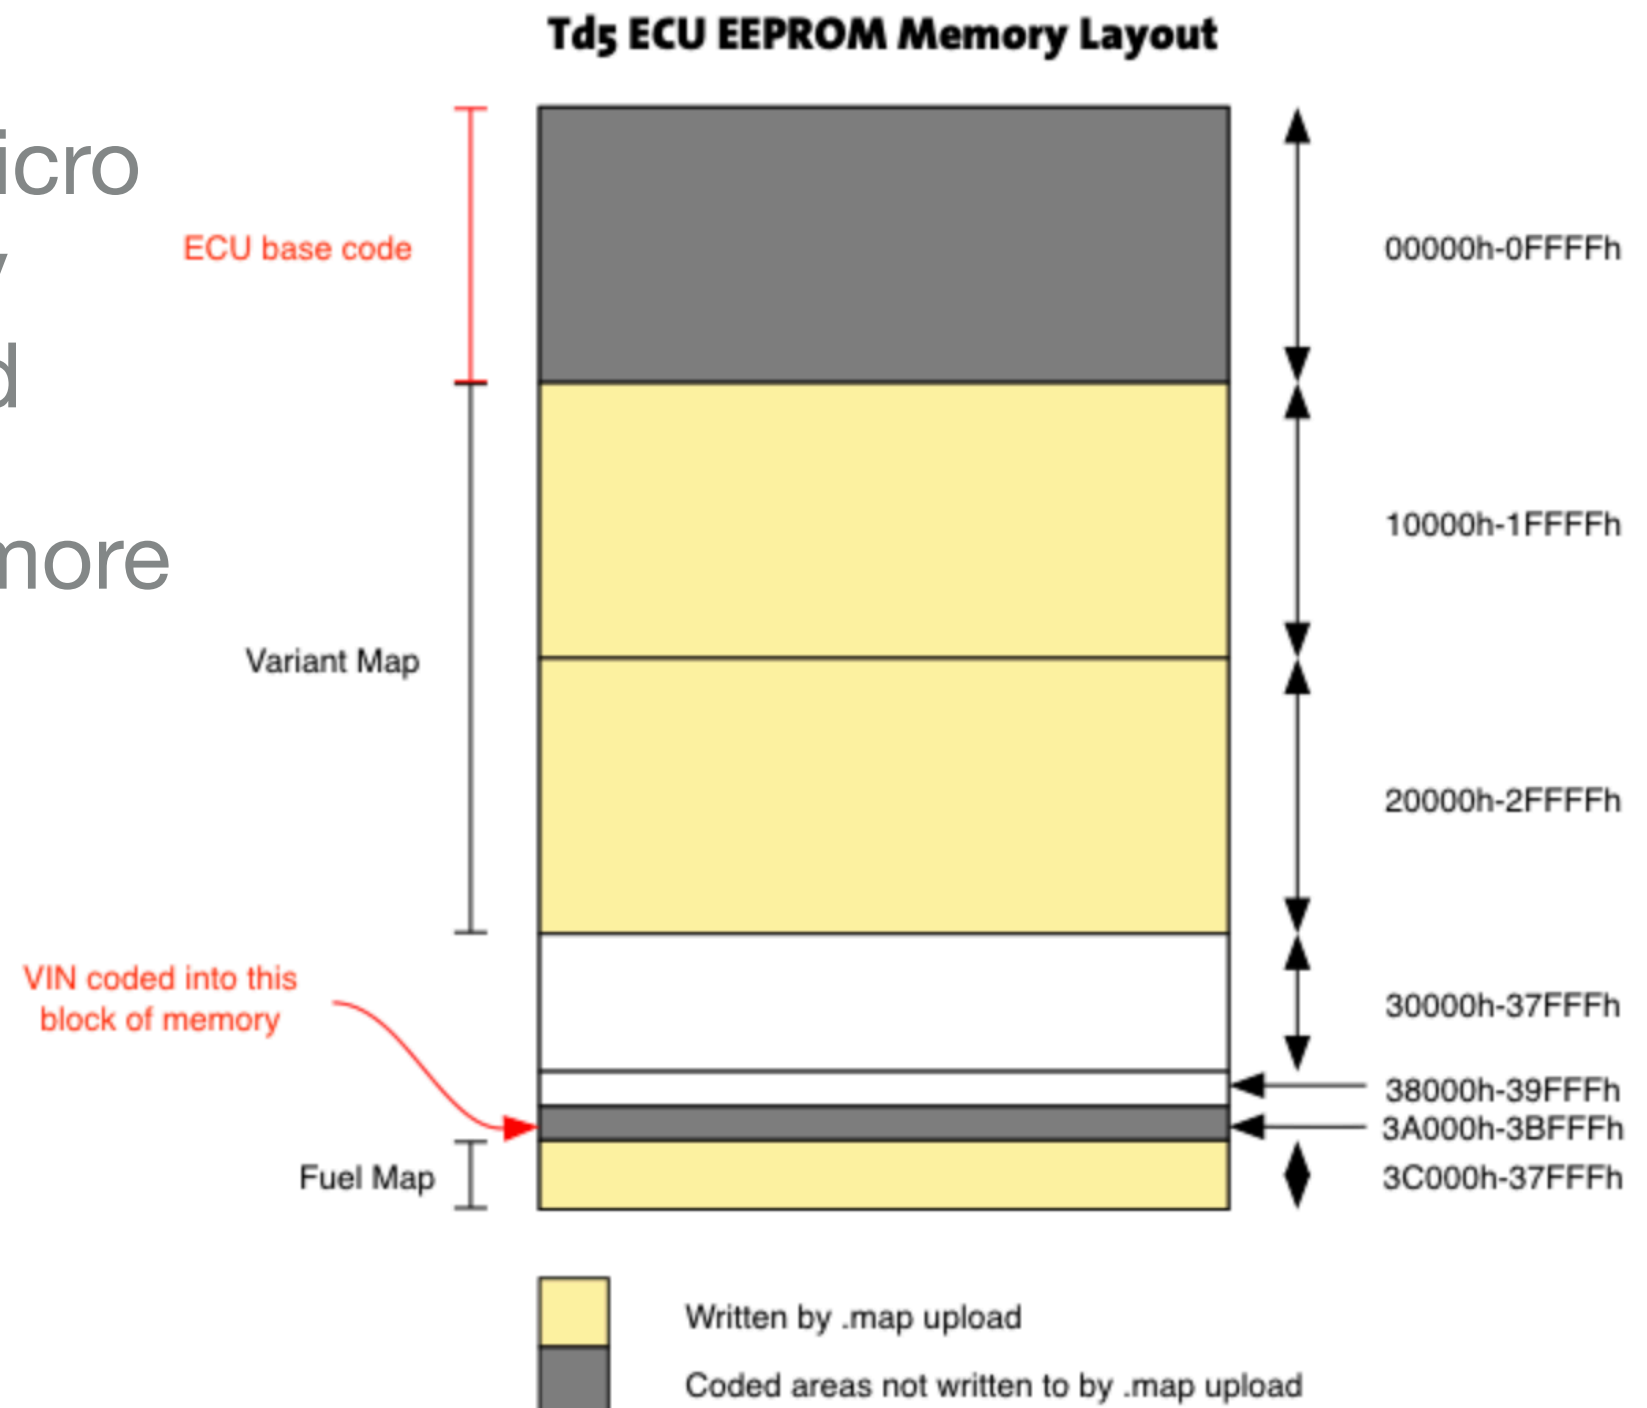 Td5 ECU EEPROM Memory Layout
icro
ECU base code
00000h-0FFFFh
d
10000h-1FFFFh
more
Variant Map
20000h-2FFFFh
VIN coded into this
block of memory
30000h-37FFFh
38000h-39FFFh
3A000h-3BFFFh
Fuel Map
3C000h-37FFFh
Written by .map upload
Coded areas not written to by .map upload